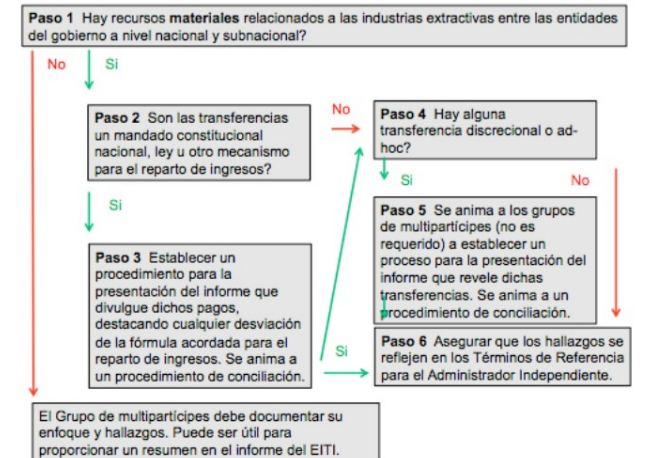 Paso 1 Hay recursos materiales relacionados a las industrias extractivas entre las entidades
del gobierno a nivel nacional y subnacional?
No
Si
Paso 2 Son las transferencias
un mandado constitucional
nacional, ley u otro mecanismo
para el reparto de ingresos?
No
Paso 4 Hay alguna
transferencia discrecional o ad-
hoc?
Si
No
Si
Paso 5 Se anima a los grupos
de multipartícipes (no es
requerido) a establecer un
proceso para la presentación del
informe que revele dichas
transferencias. Se anima a un
procedimiento de conciliación.
Paso 3 Establecer un
procedimiento para la
presentación del informe que
divulgue dichos pagos,
destacando cualquier desviación
de la fórmula acordada para el
reparto de ingresos. Se anima a
un procedimiento de conciliación.
Si
Paso 6 Asegurar que los hallazgos se
reflejen en los Términos de Referencia
para el Administrador Independiente.
El Grupo de multipartícipes debe documentar su
enfoque y hallazgos. Puede ser útil para
proporcionar un resumen en el informe del EITI.